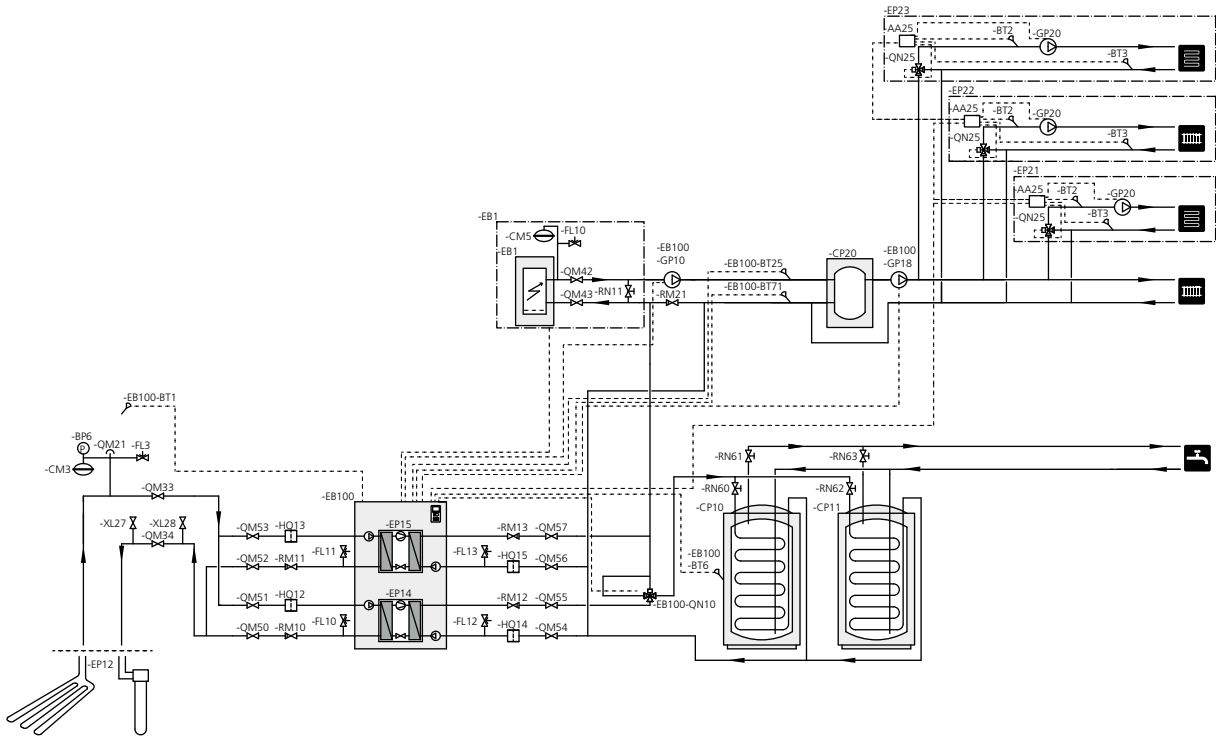 -EP23
-AA25
-BT2
-GP20
-QN25
-BT3
-EP22
-AA25
-BT2
-GP20
-QN25
-BT3
-EP21
-AA25
-BT2
-GP20
-QN25
-BT3
-EB1
-CM5
-FL10
-EB1
-QM42
-QM43
-RN11
-EB100
-GP10
-RM21
-EB100-BT25
-EB100-BT71
-CP20
-EB100
-GP18
-EB100-BT1
-BP6
P
-QM21
-FL3
-CM3
-QM33
-XL27
-XL28
-QM34
-EP12
-EB100
-QM53
-HQ13
-QM52
-RM11
-FL11
-EP15
-FL13
-RM13
-QM57
-HQ15
-QM56
-QM51
-HQ12
-QM50
-RM10
-FL10
-EP14
-FL12
-RM12
-QM55
-HQ14
-QM54
-EB100-QN10
-EB100
-BT6
-RN61
-RN63
-RN60
-RN62
-CP10
-CP11